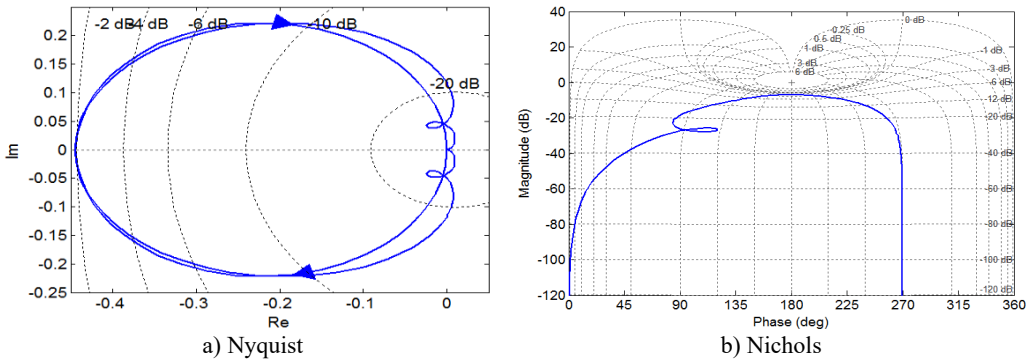 -2 dB -4 dB -6 dB -10 dB
-20 dB
0.2
0.15
0.1
0.05
0
-0.05
-0.1
-0.15
-0.2
-0.25
Im
-0.4 -0.3 -0.2 -0.1 0
Re
a) Nyquist
40
20
0
-20
-40
-60
-80
-100
-120
Magnitude (dB)
0 dB
0.25 dB
0.5 dB
1 dB
3 dB
6 dB
-1 dB
-3 dB
-6 dB
-12 dB
-20 dB
-40 dB
-60 dB
-80 dB
-100 dB
-120 dB
0 45 90 135 180 225 270 315 360
Phase (deg)
b) Nichols